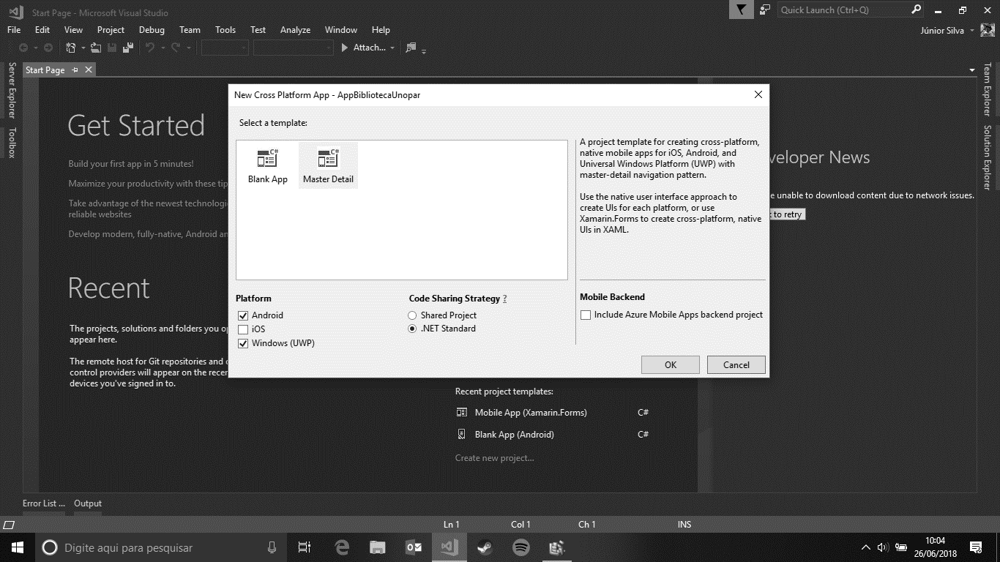 Start Page - Microsoft Visual Studio
Quick Launch (Ctrl+Q)
File Edit View Project Debug Team Tools Test Analyze Window Help
Júnior Silva
Attach...
Start Page
Server Explorer
Toolbox
Team Explorer
Solution Explorer
Get Started
Build your first app in 5 minutes!
Maximize your productivity with these tip
Take advantage of the newest technologi
reliable websites
Develop modern, fully-native, Android an
Recent
The projects, solutions and folders you op
appear here.
The remote host for Git repositories and
control providers will appear on the recen
devices you've signed in to.
New Cross Platform App - AppBibliotecaUnopar
Select a template:
C# C#
Blank App Master Detail
A project template for creating cross-platform,
native mobile apps for iOS, Android, and
Universal Windows Platform (UWP) with
master-detail navigation pattern.
Use the native user interface approach to
create UIs for each platform, or use
Xamarin.Forms to create cross-platform, native
UIs in XAML.
Platform
Android
iOS
Windows (UWP)
Code Sharing Strategy ?
Shared Project
.NET Standard
Mobile Backend
Include Azure Mobile Apps backend project
OK Cancel
veloper News
e unable to download content due to network issues.
to retry
Recent project templates:
Mobile App (Xamarin.Forms) C#
Blank App (Android) C#
Create new project...
Error List ... Output
Ln 1 Col 1 Ch 1 INS
Digite aqui para pesquisar
10:04
26/06/2018